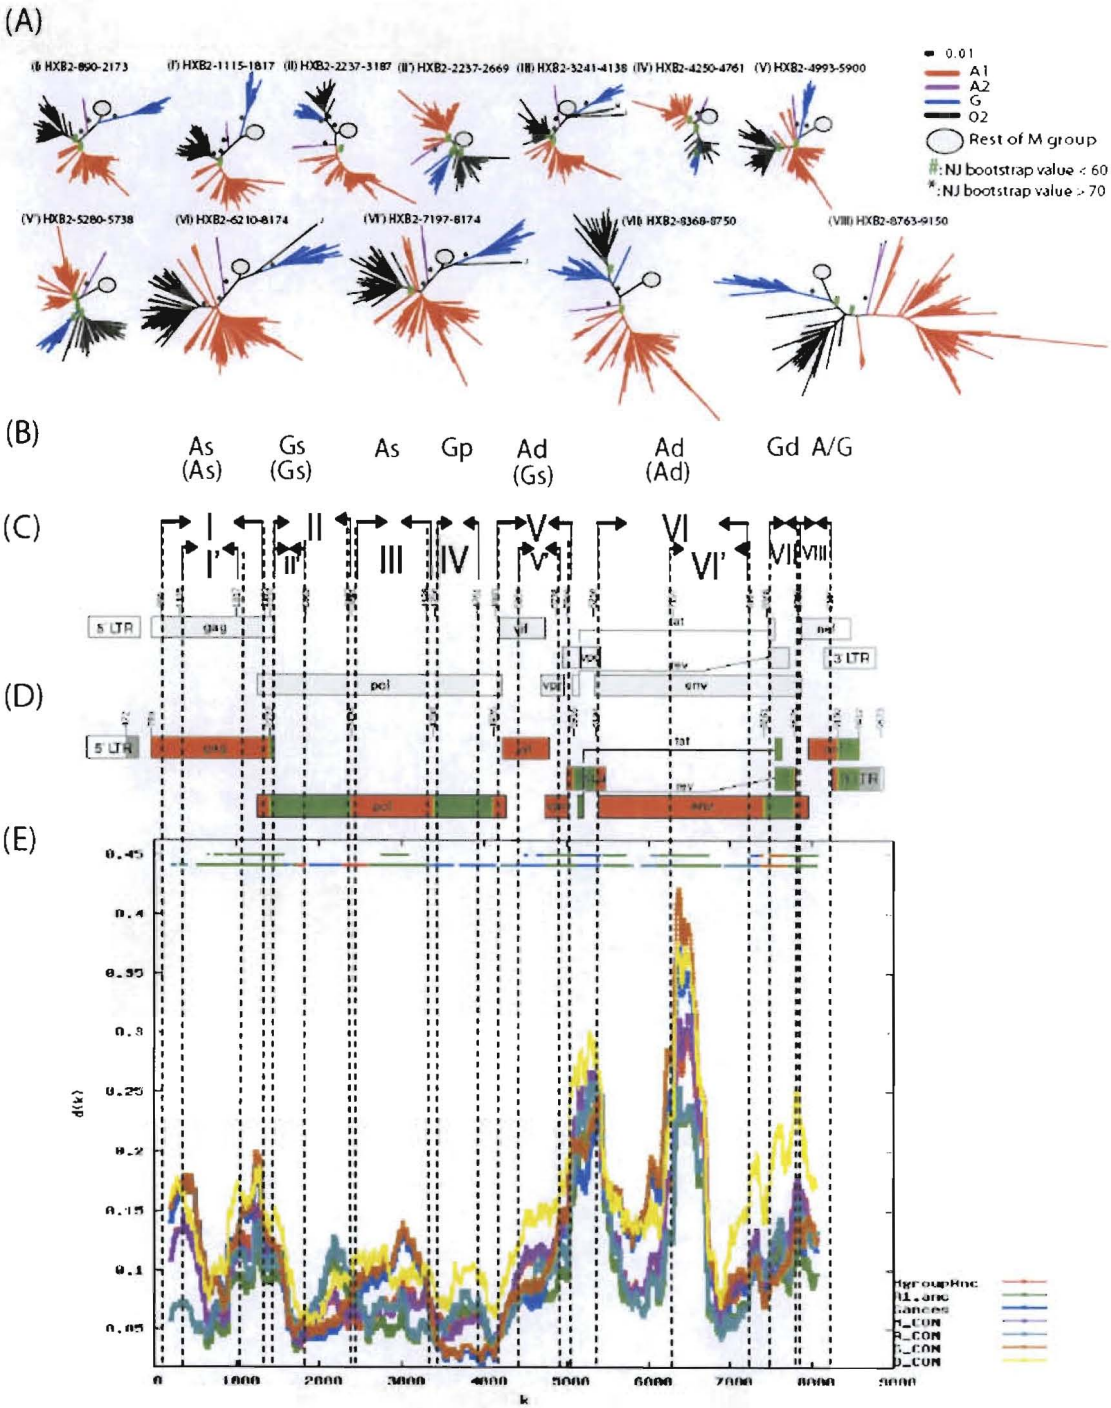 (A)
(I) HXB2-890-2173
(I') HXB2-1115-1817
(II) HXB2-2237-3187
(II') HXB2-2237-2669
(III) HXB2-3241-4138
(IV) HXB2-4250-4761
(V) HXB2-4993-5900
0.01
A1
A2
G
02
Rest of M group
#:NJ bootstrap value < 60
*:NJ bootstrap value > 70
(V') HXB2-5280-5738
(VI) HXB2-6210-8174
(VI') HXB2-7197-8174
(VII) HXB2-8368-8750
(VIII) HXB2-8763-9150
(B)
As Gs As Gp Ad Ad Gd A/G
(As) (Gs) (Gs) (Ad)
(C)
I II III IV V VI VII VIII
I' II' V' VI'
5' LTR gag vif tat nef
vpu rev 3' LTR
pol vpr env
(D)
5' LTR gag vif tat
rev 3' LTR
pol vpr env
(E)
d(k)
0.45
0.4
0.35
0.3
0.25
0.2
0.15
0.1
0.05
0 1000 2000 3000 4000 5000 6000 7000 8000 9000
k
MgroupAnc
A1.anc
Gances
M_CON
A_CON
G_CON